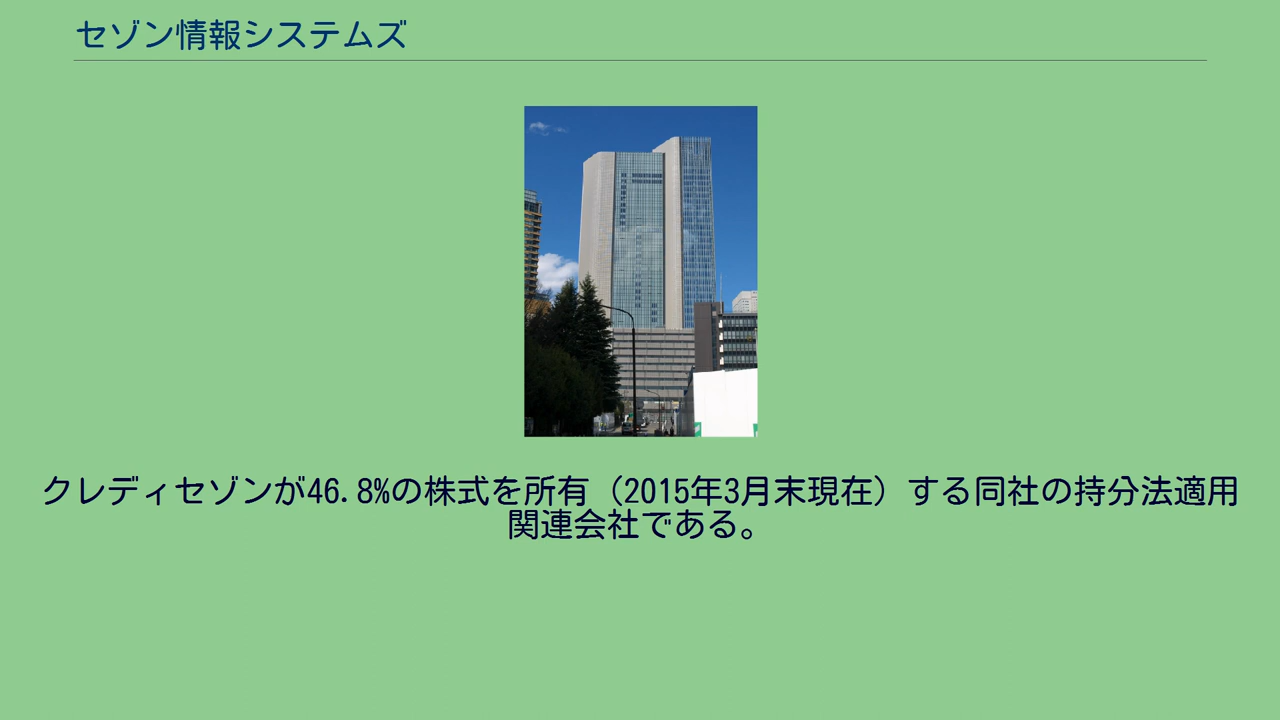 セゾン情報システムズ
クレディセゾンが46.8%の株式を所有（2015年3月末現在）する同社の持分法適用
関連会社である。